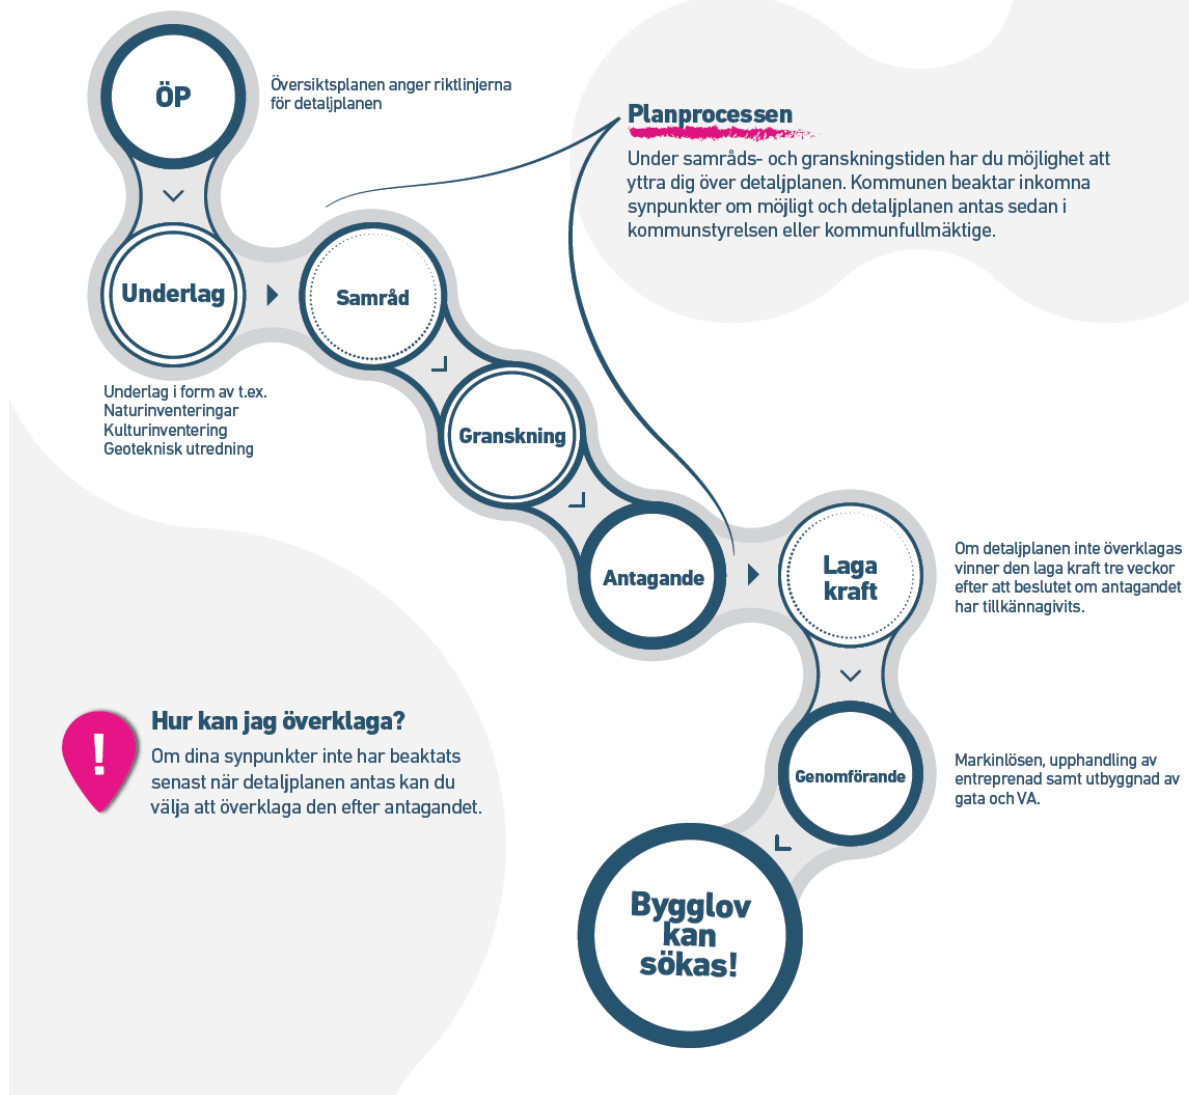 ÖP
Översiktsplanen anger riktlinjerna
för detaljplanen
Planprocessen
Under samråds- och granskningstiden har du möjlighet att
yttra dig över detaljplanen. Kommunen beaktar inkomna
synpunkter om möjligt och detaljplanen antas sedan i
kommunstyrelsen eller kommunfullmäktige.
Underlag
Samråd
Underlag i form av t.ex.
Naturinventeringar
Kulturinventering
Geoteknisk utredning
Granskning
Antagande
Laga
kraft
Om detaljplanen inte överklagas
vinner den laga kraft tre veckor
efter att beslutet om antagandet
har tillkännagivits.
!
Hur kan jag överklaga?
Om dina synpunkter inte har beaktats
senast när detaljplanen antas kan du
välja att överklaga den efter antagandet.
Genomförande
Markinlösen, upphandling av
entreprenad samt utbyggnad av
gata och VA.
Bygglov
kan
sökas!